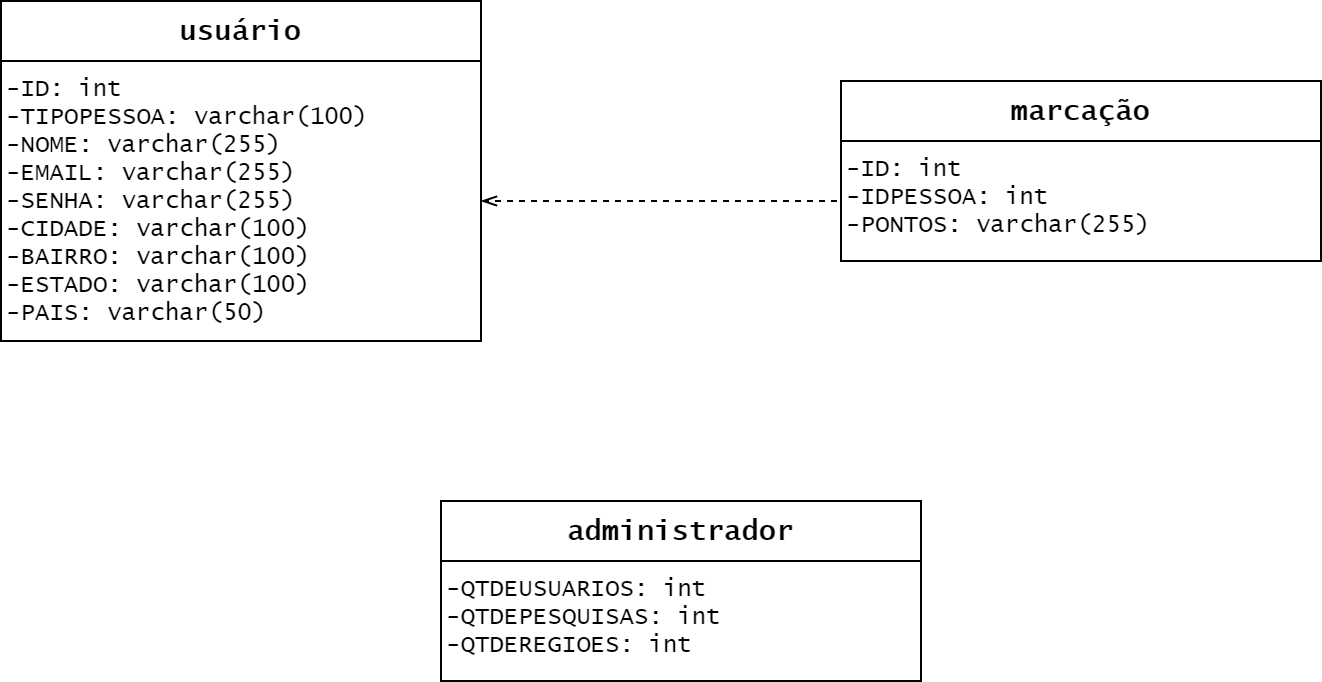 usuário
-ID: int
-TIPOPESSOA: varchar(100)
-NOME: varchar(255)
-EMAIL: varchar(255)
-SENHA: varchar(255)
-CIDADE: varchar(100)
-BAIRRO: varchar(100)
-ESTADO: varchar(100)
-PAIS: varchar(50)
marcação
-ID: int
-IDPESSOA: int
-PONTOS: varchar(255)
administrador
-QTDEUSUARIOS: int
-QTDEPESQUISAS: int
-QTDEREGIOES: int